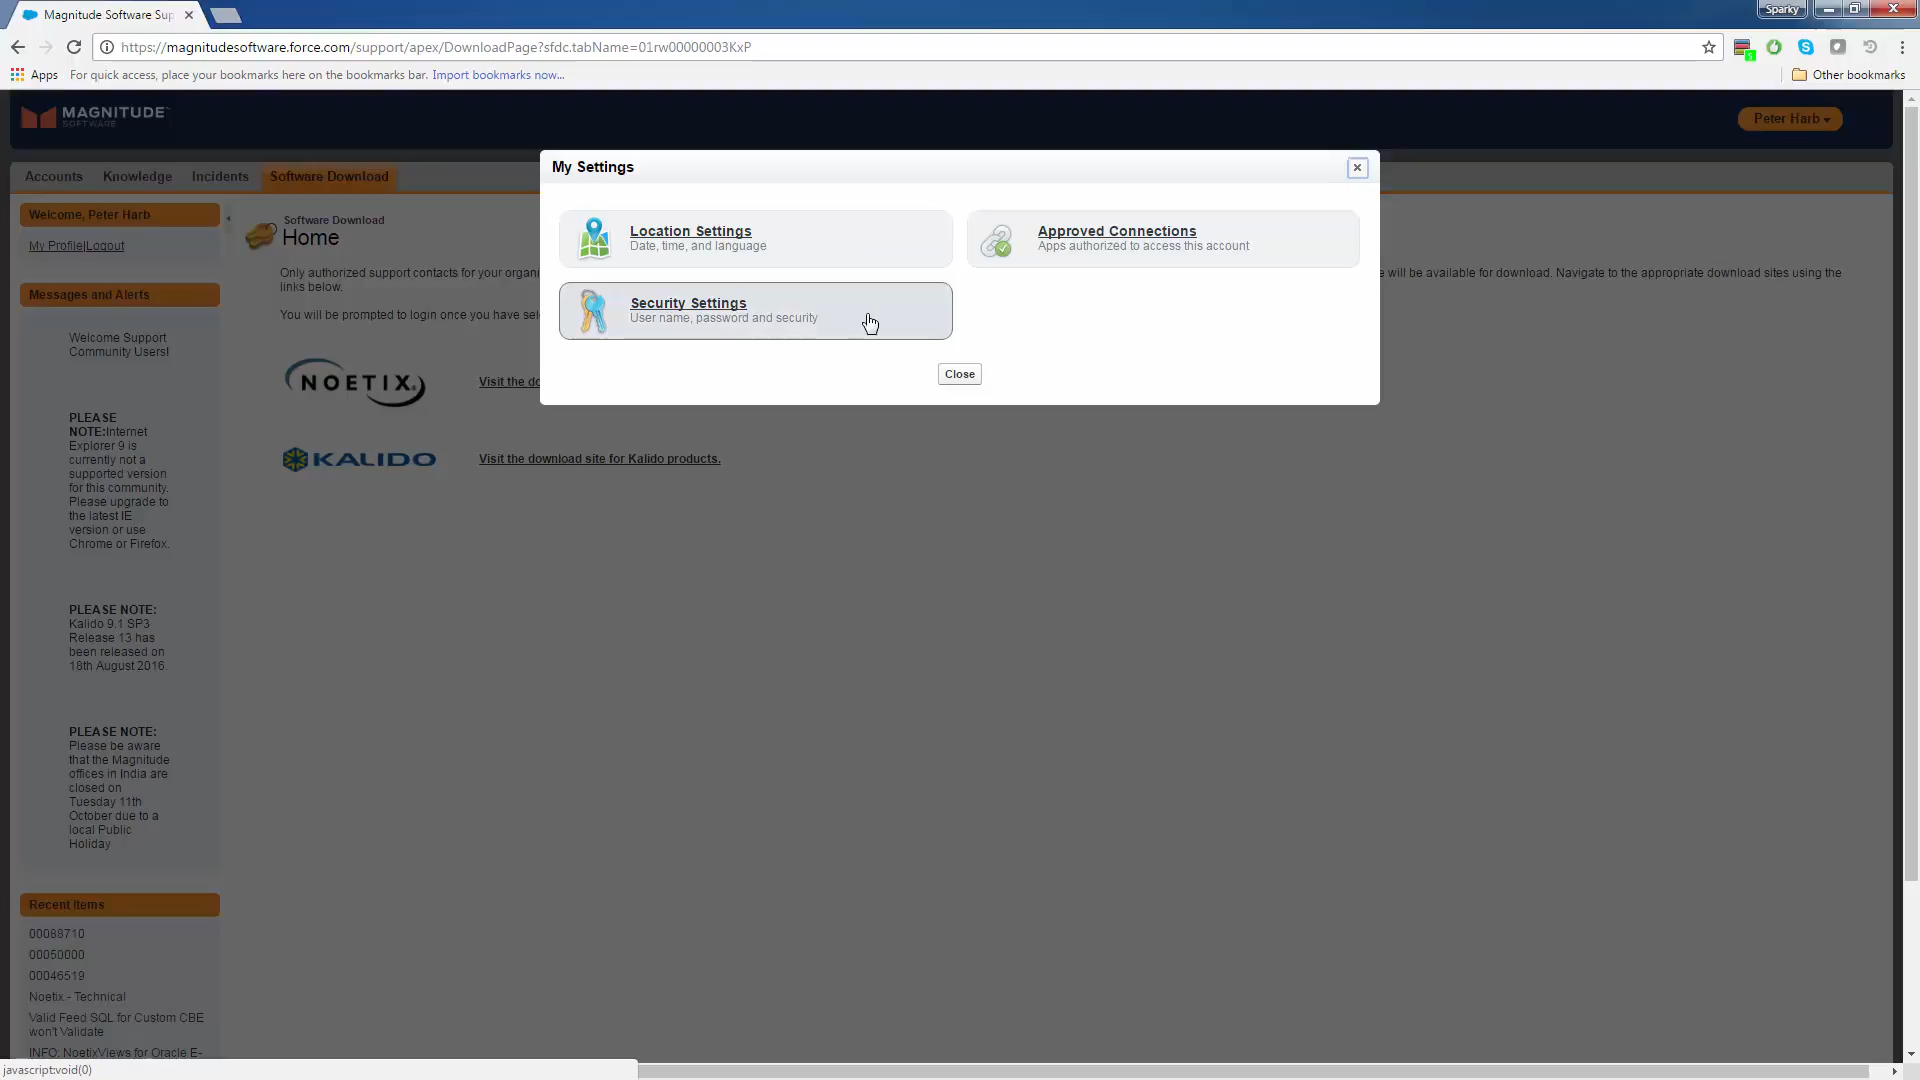 Magnitude Software Sup
Sparky
https://magnitudesoftware.force.com/support/apex/DownloadPage?sfdc.tabName=01rw00000003KxP
Apps For quick access, place your bookmarks here on the bookmarks bar. Import bookmarks now...
Other bookmarks
MAGNITUDE
SOFTWARE
Peter Harb
My Settings
Accounts Knowledge Incidents Software Download
Welcome, Peter Harb
My Profile|Logout
Software Download
Home
Only authorized support contacts for your organi
e will be available for download. Navigate to the appropriate download sites using the
links below.
You will be prompted to login once you have sel
Location Settings
Date, time, and language
Approved Connections
Apps authorized to access this account
Security Settings
User name, password and security
Close
NOETIX
Visit the do
KALIDO
Visit the download site for Kalido products.
Messages and Alerts
Welcome Support
Community Users!
PLEASE
NOTE:Internet
Explorer 9 is
currently not a
supported version
for this community.
Please upgrade to
the latest IE
version or use
Chrome or Firefox.
PLEASE NOTE:
Kalido 9.1 SP3
Release 13 has
been released on
18th August 2016.
PLEASE NOTE:
Please be aware
that the Magnitude
offices in India are
closed on
Tuesday 11th
October due to a
local Public
Holiday
Recent Items
00088710
00050000
00046519
Noetix - Technical
Valid Feed SQL for Custom CBE
won't Validate
INFO: NoetixViews for Oracle E-
javascript:void(0)